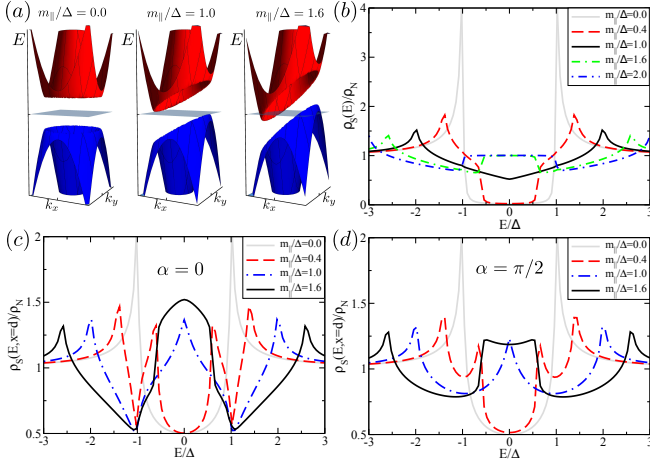 (a) m∥/Δ = 0.0 m∥/Δ = 1.0 m∥/Δ = 1.6
E E E
kx ky kx ky kx ky
(b)
m∥/Δ=0.0
m∥/Δ=0.4
m∥/Δ=1.0
m∥/Δ=1.6
m∥/Δ=2.0
ρS(E)/ρN
4
3
2
1
0
-3 -2 -1 0 1 2 3
E/Δ
(c)
α = 0
m∥/Δ=0.0
m∥/Δ=0.4
m∥/Δ=1.0
m∥/Δ=1.6
ρS(E,x=d)/ρN
2
1.5
1
0.5
-3 -2 -1 0 1 2 3
E/Δ
(d)
α = π/2
m∥/Δ=0.0
m∥/Δ=0.4
m∥/Δ=1.0
m∥/Δ=1.6
ρS(E,x=d)/ρN
2
1.5
1
0.5
-3 -2 -1 0 1 2 3
E/Δ